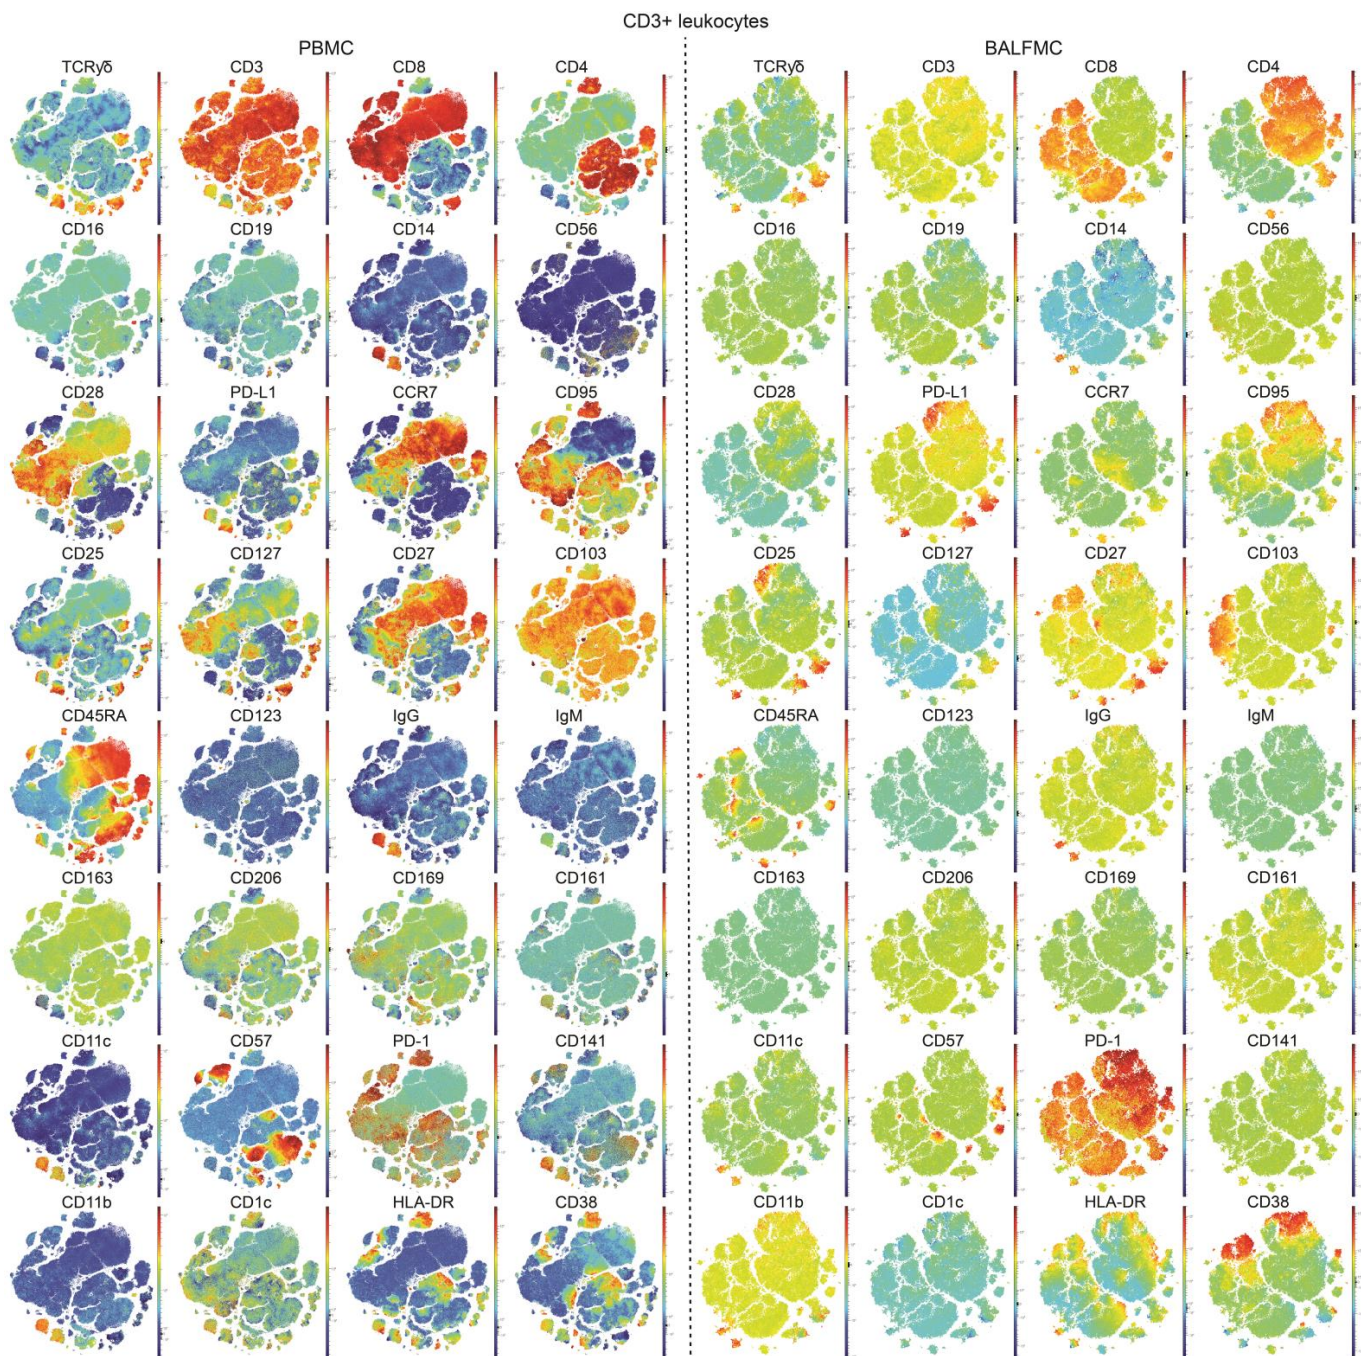 CD3+ leukocytes
PBMC BALFMC
TCRγδ CD3 CD8 CD4 TCRγδ CD3 CD8 CD4
CD16 CD19 CD14 CD56 CD16 CD19 CD14 CD56
CD28 PD-L1 CCR7 CD95 CD28 PD-L1 CCR7 CD95
CD25 CD127 CD27 CD103 CD25 CD127 CD27 CD103
CD45RA CD123 IgG IgM CD45RA CD123 IgG IgM
CD163 CD206 CD169 CD161 CD163 CD206 CD169 CD161
CD11c CD57 PD-1 CD141 CD11c CD57 PD-1 CD141
CD11b CD1c HLA-DR CD38 CD11b CD1c HLA-DR CD38